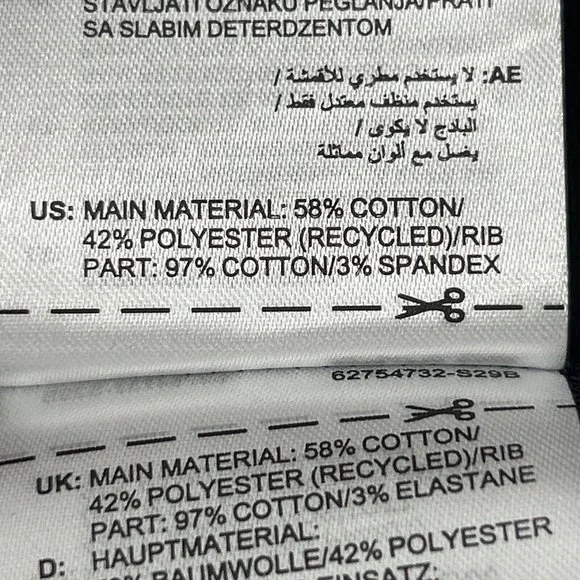 STAVLJATI OZNAKU PEGLANJA/PRATI
SA SLABIM DETERDZENTOM
AE: لا يستخدم مطري للأقمشة /
يستخدم منظف معتدل فقط /
البادج لا يكوى /
يغسل مع ألوان مماثلة
US: MAIN MATERIAL: 58% COTTON/
42% POLYESTER (RECYCLED)/RIB
PART: 97% COTTON/3% SPANDEX
62754732-S29B
UK: MAIN MATERIAL: 58% COTTON/
42% POLYESTER (RECYCLED)/RIB
PART: 97% COTTON/3% ELASTANE
D: HAUPTMATERIAL:
BAUMWOLLE/42% POLYESTER
EINSATZ: